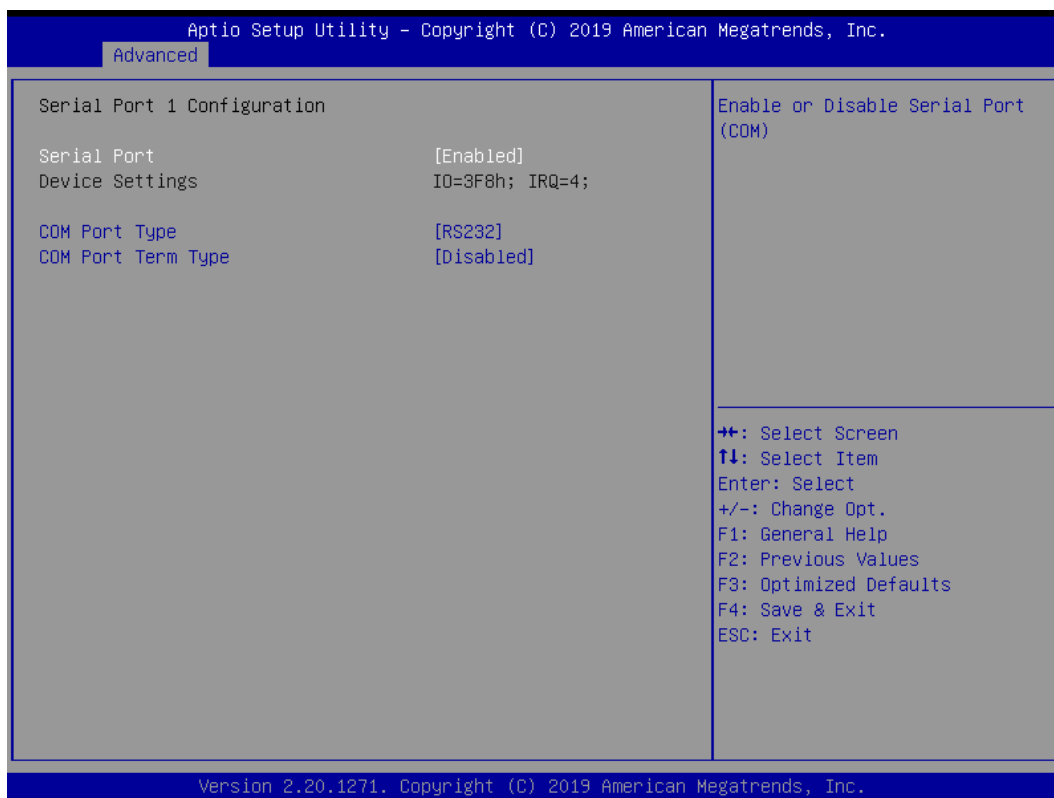 Aptio Setup Utility – Copyright (C) 2019 American Megatrends, Inc.
Advanced
Serial Port 1 Configuration
Serial Port [Enabled]
Device Settings IO=3F8h; IRQ=4;
COM Port Type [RS232]
COM Port Term Type [Disabled]
Enable or Disable Serial Port
(COM)
→←: Select Screen
↑↓: Select Item
Enter: Select
+/-: Change Opt.
F1: General Help
F2: Previous Values
F3: Optimized Defaults
F4: Save & Exit
ESC: Exit
Version 2.20.1271. Copyright (C) 2019 American Megatrends, Inc.